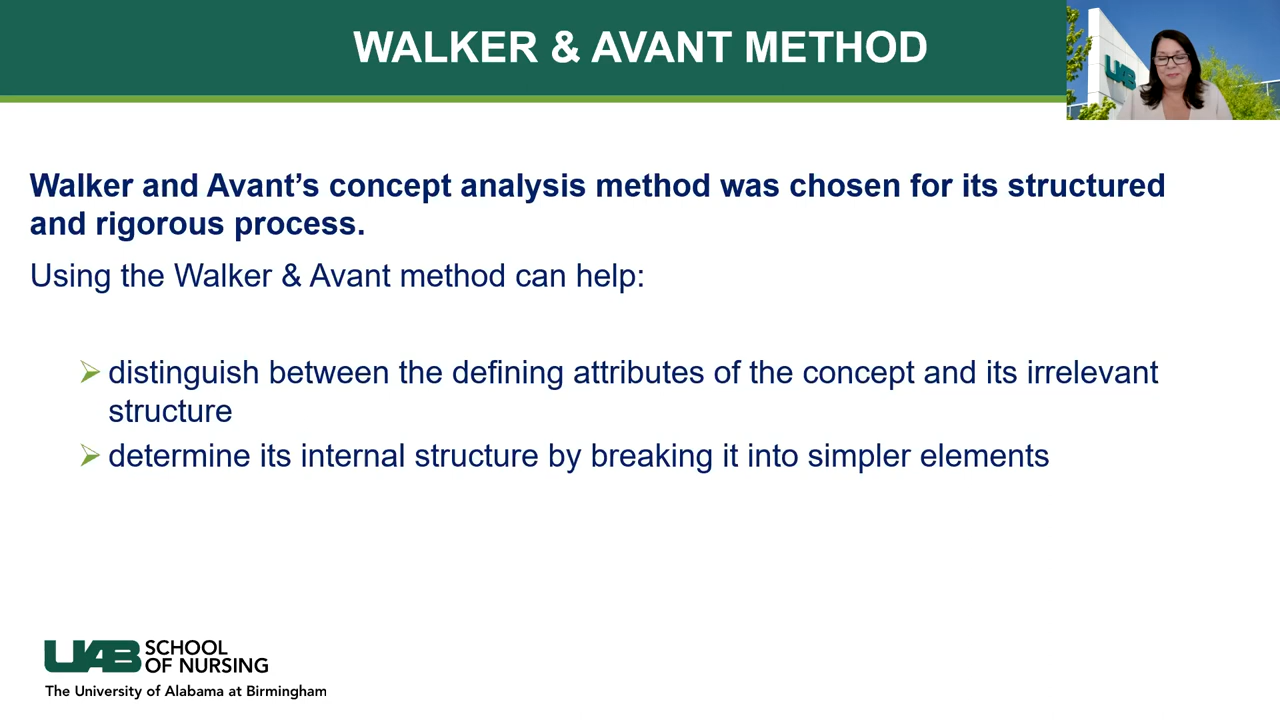 WALKER & AVANT METHOD
UAB
Walker and Avant’s concept analysis method was chosen for its structured
and rigorous process.
Using the Walker & Avant method can help:
distinguish between the defining attributes of the concept and its irrelevant
structure
determine its internal structure by breaking it into simpler elements
UAB SCHOOL
OF NURSING
The University of Alabama at Birmingham